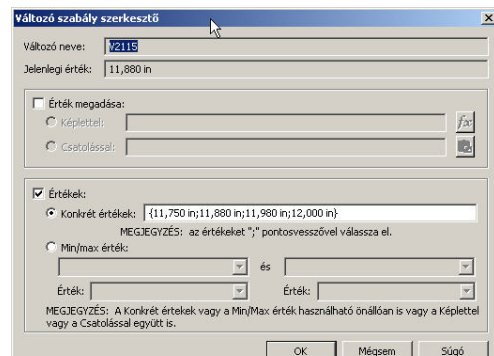 Változó szabály szerkesztő
Változó neve: V2115
Jelenlegi érték: 11,880 in
Érték megadása:
Képlettel:
fx
Csatolással:
Értékek:
Konkrét értékek: {11,750 in;11,880 in;11,980 in;12,000 in}
MEGJEGYZÉS: az értékeket ";" pontosvesszővel válassza el.
Min/max érték:
és
Érték: Érték:
MEGJEGYZÉS: A Konkrét értekek vagy a Min/Max érték használható önállóan is vagy a Képlettel
vagy a Csatolással együtt is.
OK Mégsem Súgó